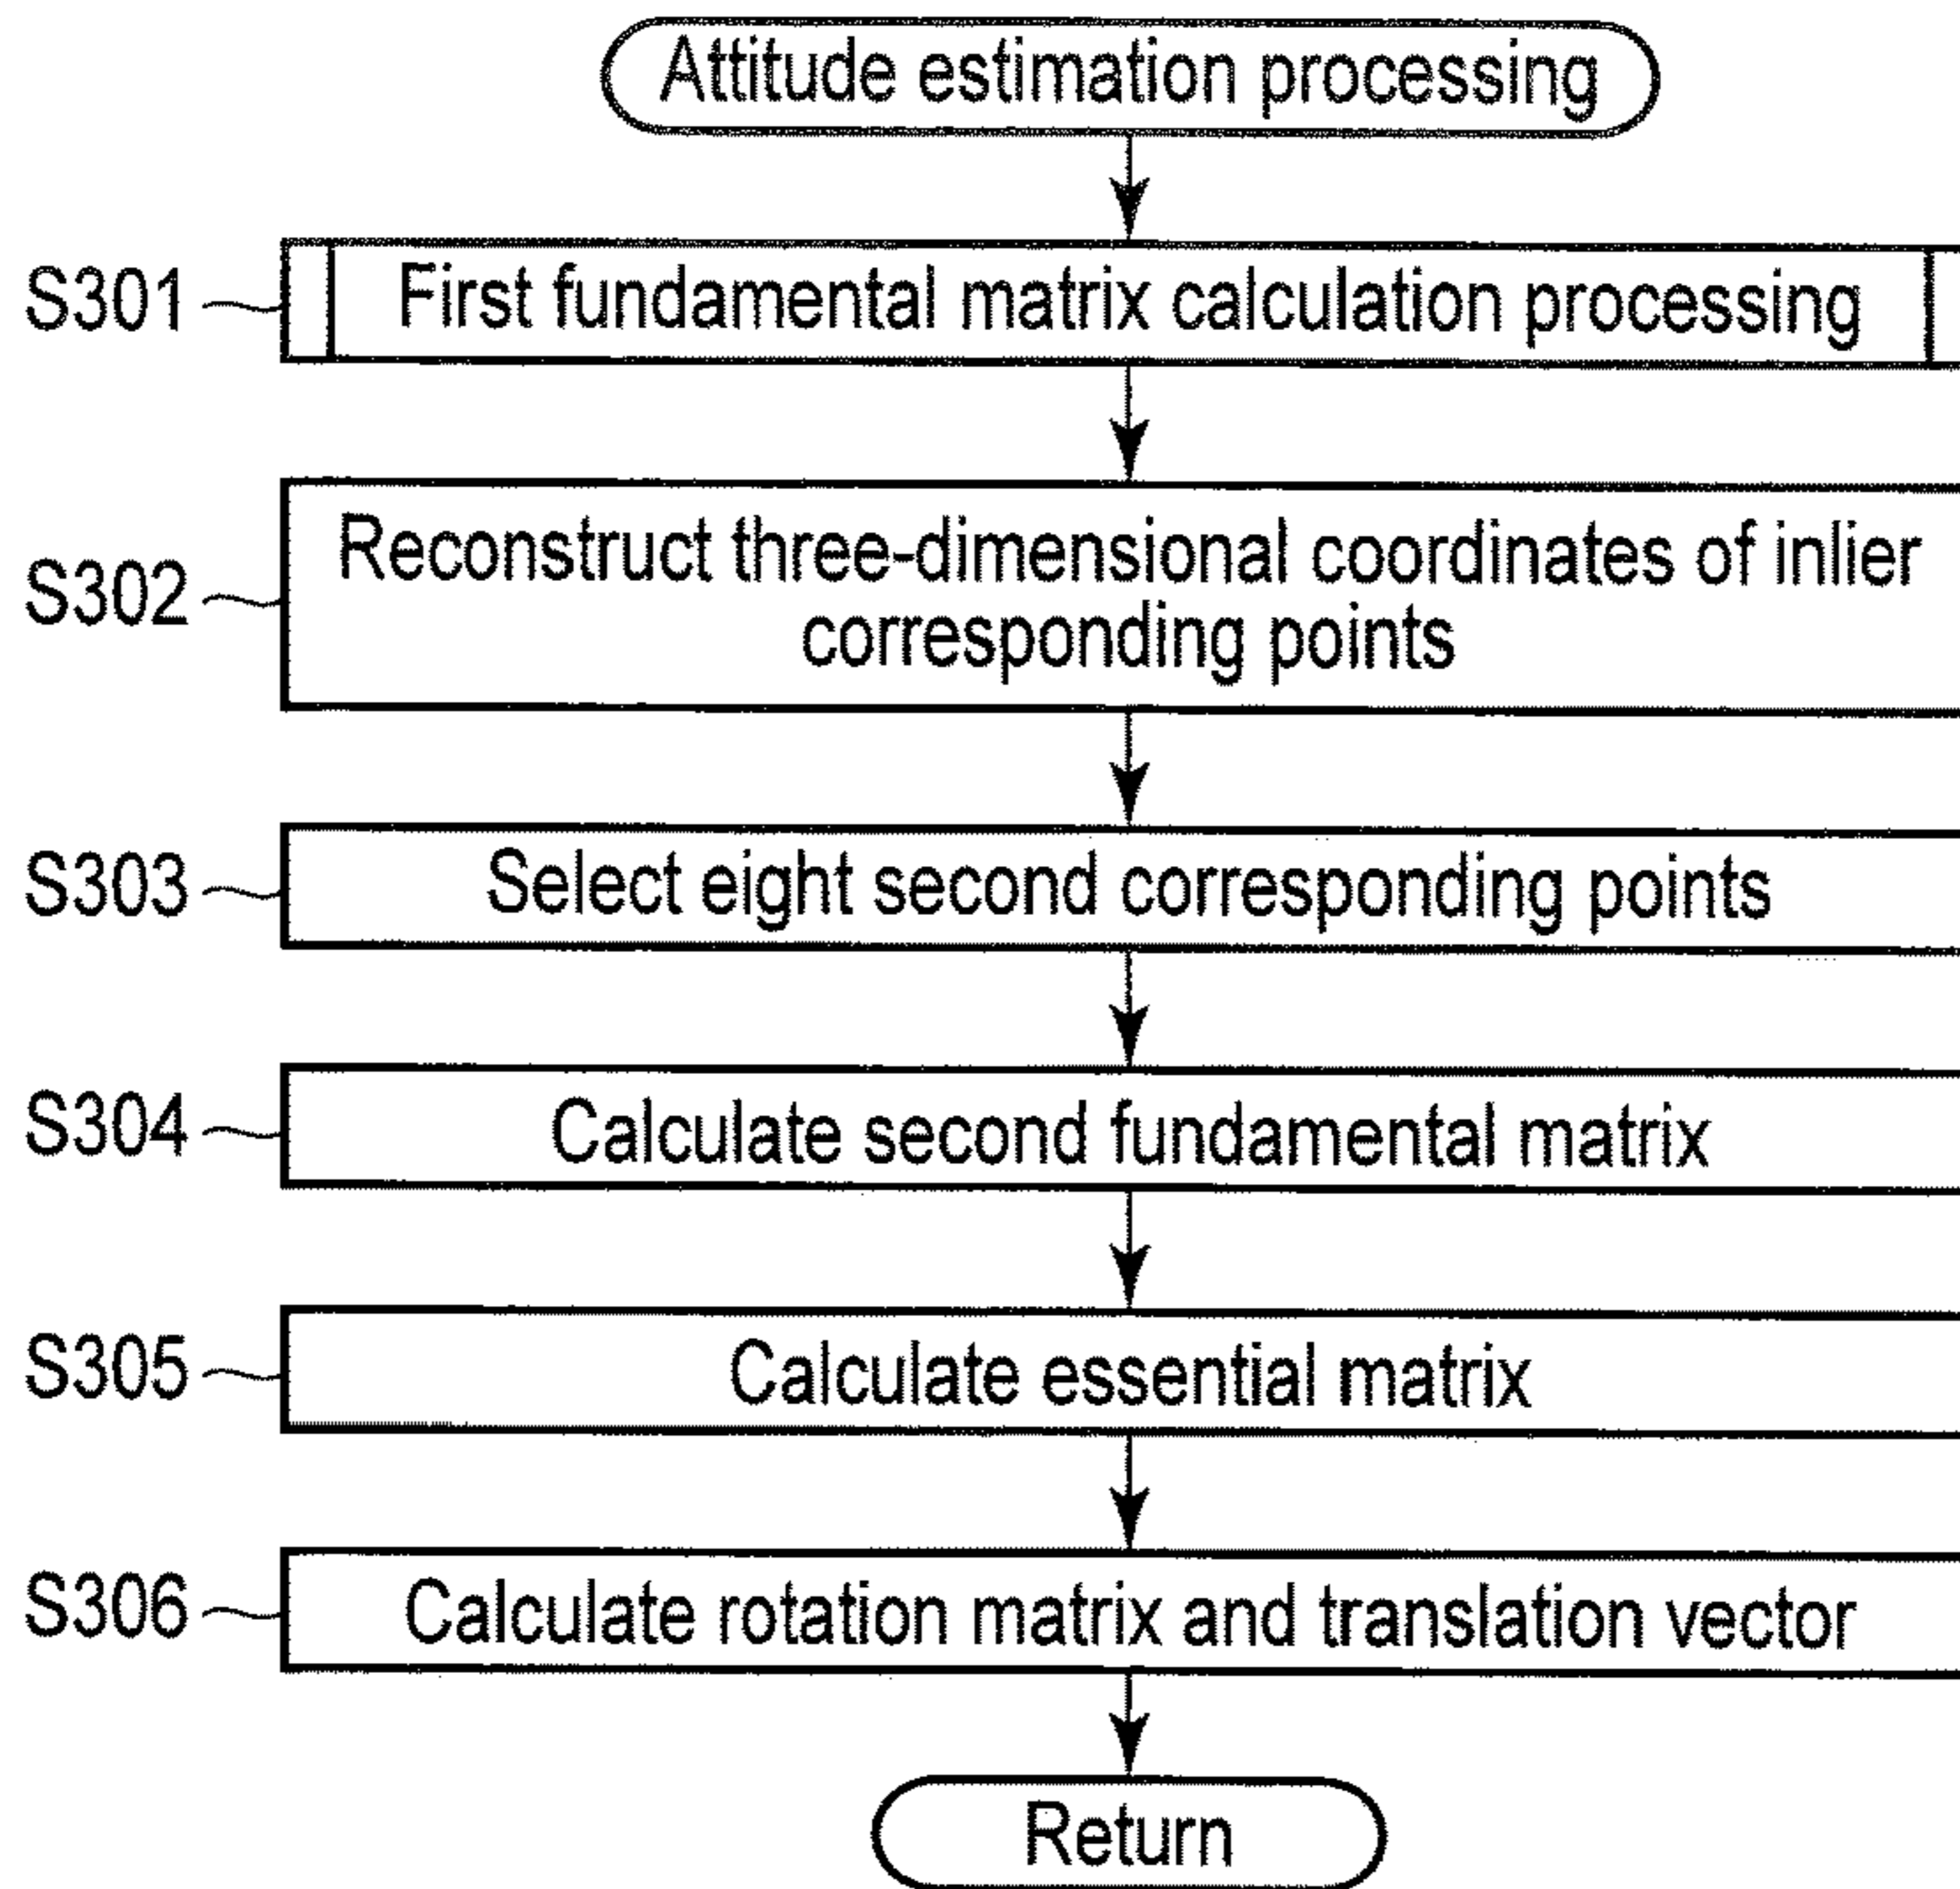 Attitude estimation processing
S301
First fundamental matrix calculation processing
S302
Reconstruct three-dimensional coordinates of inlier
corresponding points
S303
Select eight second corresponding points
S304
Calculate second fundamental matrix
S305
Calculate essential matrix
S306
Calculate rotation matrix and translation vector
Return